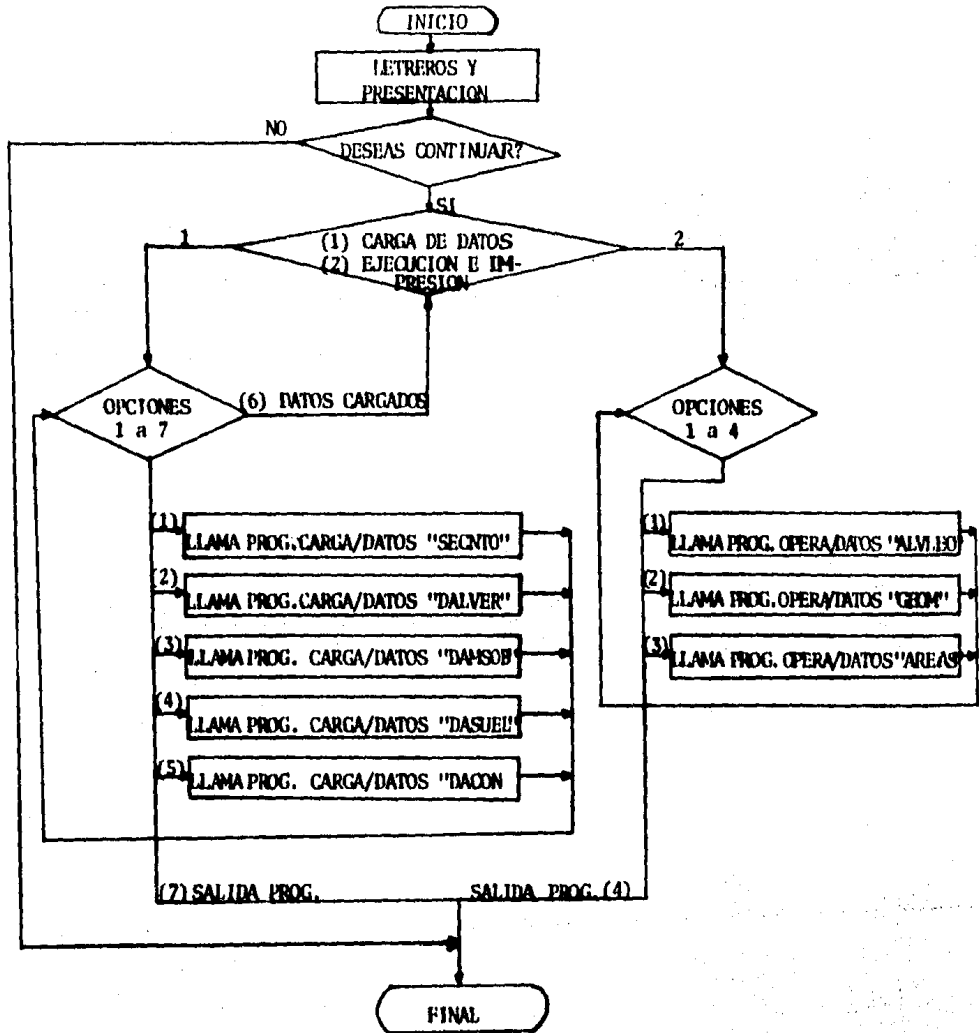 INICIO
LETREROS Y
PRESENTACION
NO
DESEAS CONTINUAR?
SI
1
(1) CARGA DE DATOS
2
(2) EJECUCION E IM-
PRESION
OPCIONES
1 a 7
(6) DATOS CARGADOS
OPCIONES
1 a 4
(1)
LLAMA PROG.CARGA/DATOS "SECNTO"
(2)
LLAMA PROG.CARGA/DATOS "DALVER"
(3)
LLAMA PROG. CARGA/DATOS "DAMSOB"
(4)
LLAMA PROG. CARGA/DATOS "DASUEL"
(5)
LLAMA PROG. CARGA/DATOS "DACON
(1)
LLAMA PROG. OPERA/DATOS "ALVEO
(2)
LLAMA PROG.OPERA/DATOS "GEOM"
(3)
LLAMA PROG.OPERA/DATOS"AREAS
(7) SALIDA PROG.
SALIDA PROG.(4)
FINAL